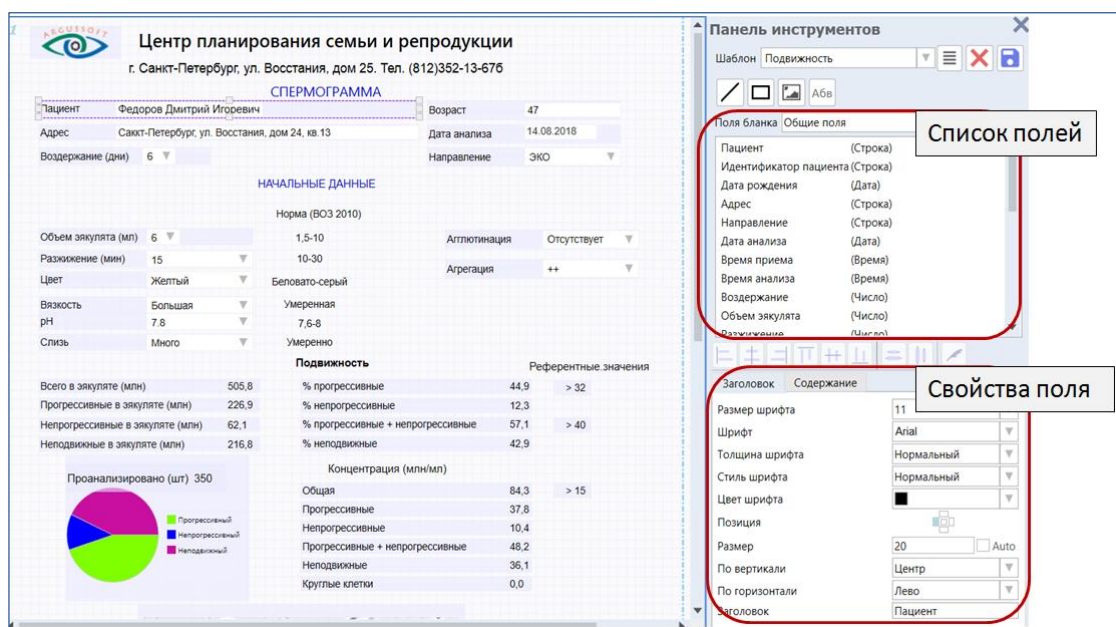 ARGUSSOFT
Центр планирования семьи и репродукции
г. Санкт-Петербург, ул. Восстания, дом 25. Тел. (812)352-13-676
СПЕРМОГРАММА
Пациент Федоров Дмитрий Игоревич Возраст 47
Адрес Санкт-Петербург, ул. Восстания, дом 24, кв.13 Дата анализа 14.08.2018
Воздержание (дни) 6 Направление ЭКО
НАЧАЛЬНЫЕ ДАННЫЕ
Норма (ВОЗ 2010)
Объем эякулята (мл) 6 1,5-10 Агглютинация Отсутствует
Разжижение (мин) 15 10-30 Агрегация ++
Цвет Желтый Беловато-серый
Вязкость Большая Умеренная
pH 7.8 7,6-8
Слизь Много Умеренно
Подвижность Референтные.значения
Всего в эякуляте (млн) 505,8 % прогрессивные 44,9 > 32
Прогрессивные в эякуляте (млн) 226,9 % непрогрессивные 12,3
Непрогрессивные в эякуляте (млн) 62,1 % прогрессивные + непрогрессивные 57,1 > 40
Неподвижные в эякуляте (млн) 216,8 % неподвижные 42,9
Концентрация (млн/мл)
Проанализировано (шт) 350
Прогрессивный
Непрогрессивный
Неподвижный
Общая 84,3 > 15
Прогрессивные 37,8
Непрогрессивные 10,4
Прогрессивные + непрогрессивные 48,2
Неподвижные 36,1
Круглые клетки 0,0
Панель инструментов
Шаблон Подвижность
Абв
Поля бланка Общие поля
Список полей
Пациент (Строка)
Идентификатор пациента (Строка)
Дата рождения (Дата)
Адрес (Строка)
Направление (Строка)
Дата анализа (Дата)
Время приема (Время)
Время анализа (Время)
Воздержание (Число)
Объем эякулята (Число)
Разжижение (Число)
Заголовок Содержание
Свойства поля
Размер шрифта 11
Шрифт Arial
Толщина шрифта Нормальный
Стиль шрифта Нормальный
Цвет шрифта
Позиция
Размер 20 Auto
По вертикали Центр
По горизонтали Лево
Заголовок Пациент